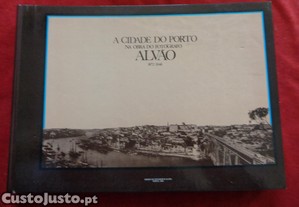 A CIDADE DO PORTO
NA OBRA DO FOTÓGRAFO
ALVÃO
CustoJusto.pt